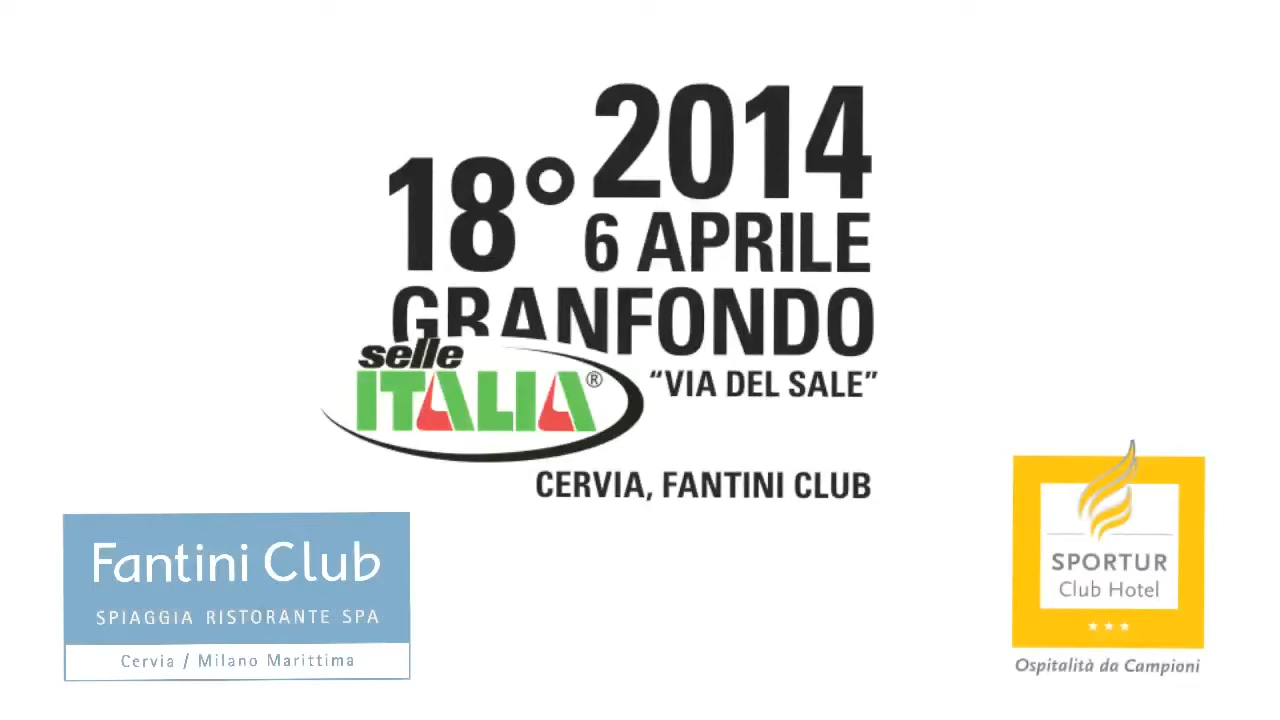 2014
18°
6 APRILE
GRANFONDO
selle
ITALIA®
“VIA DEL SALE”
CERVIA, FANTINI CLUB
Fantini Club
SPIAGGIA RISTORANTE SPA
Cervia / Milano Marittima
SPORTUR
Club Hotel
Ospitalità da Campioni